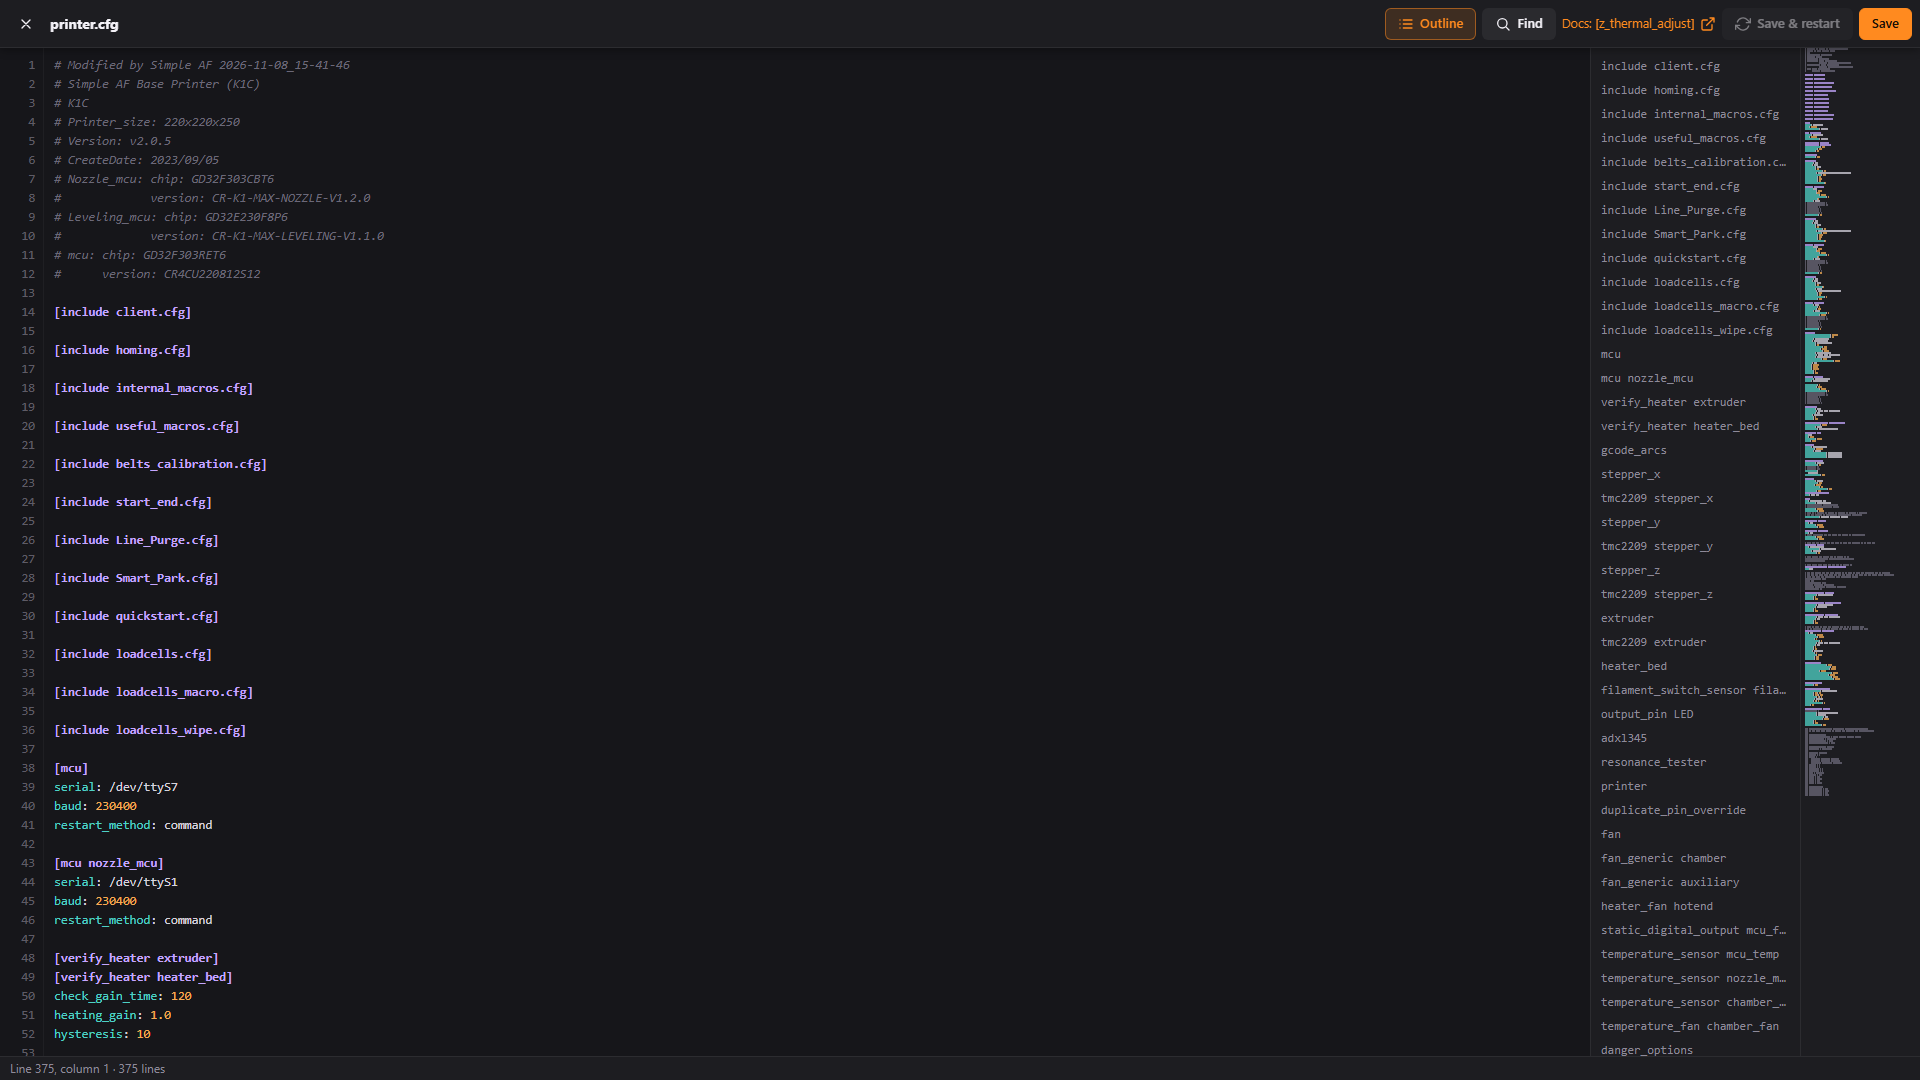 printer.cfg
Outline
Find
Docs: [z_thermal_adjust]
Save & restart
Save
1 # Modified by Simple AF 2026-11-08_15-41-46
2 # Simple AF Base Printer (K1C)
3 # K1C
4 # Printer_size: 220x220x250
5 # Version: v2.0.5
6 # CreateDate: 2023/09/05
7 # Nozzle_mcu: chip: GD32F303CBT6
8 #             version: CR-K1-MAX-NOZZLE-V1.2.0
9 # Leveling_mcu: chip: GD32E230F8P6
10 #             version: CR-K1-MAX-LEVELING-V1.1.0
11 # mcu: chip: GD32F303RET6
12 #      version: CR4CU220812S12
13
14 [include client.cfg]
15
16 [include homing.cfg]
17
18 [include internal_macros.cfg]
19
20 [include useful_macros.cfg]
21
22 [include belts_calibration.cfg]
23
24 [include start_end.cfg]
25
26 [include Line_Purge.cfg]
27
28 [include Smart_Park.cfg]
29
30 [include quickstart.cfg]
31
32 [include loadcells.cfg]
33
34 [include loadcells_macro.cfg]
35
36 [include loadcells_wipe.cfg]
37
38 [mcu]
39 serial: /dev/ttyS7
40 baud: 230400
41 restart_method: command
42
43 [mcu nozzle_mcu]
44 serial: /dev/ttyS1
45 baud: 230400
46 restart_method: command
47
48 [verify_heater extruder]
49 [verify_heater heater_bed]
50 check_gain_time: 120
51 heating_gain: 1.0
52 hysteresis: 10
53
include client.cfg
include homing.cfg
include internal_macros.cfg
include useful_macros.cfg
include belts_calibration.c…
include start_end.cfg
include Line_Purge.cfg
include Smart_Park.cfg
include quickstart.cfg
include loadcells.cfg
include loadcells_macro.cfg
include loadcells_wipe.cfg
mcu
mcu nozzle_mcu
verify_heater extruder
verify_heater heater_bed
gcode_arcs
stepper_x
tmc2209 stepper_x
stepper_y
tmc2209 stepper_y
stepper_z
tmc2209 stepper_z
extruder
tmc2209 extruder
heater_bed
filament_switch_sensor fila…
output_pin LED
adxl345
resonance_tester
printer
duplicate_pin_override
fan
fan_generic chamber
fan_generic auxiliary
heater_fan hotend
static_digital_output mcu_f…
temperature_sensor mcu_temp
temperature_sensor nozzle_m…
temperature_sensor chamber_…
temperature_fan chamber_fan
danger_options
Line 375, column 1 · 375 lines